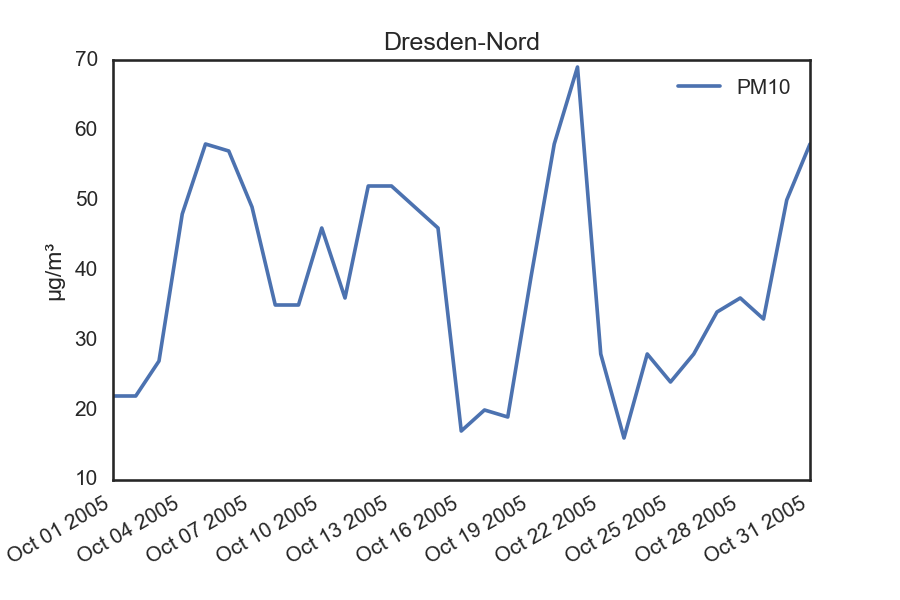 Dresden-Nord
70
60
50
40
30
20
10
µg/m³
PM10
Oct 01 2005
Oct 04 2005
Oct 07 2005
Oct 10 2005
Oct 13 2005
Oct 16 2005
Oct 19 2005
Oct 22 2005
Oct 25 2005
Oct 28 2005
Oct 31 2005